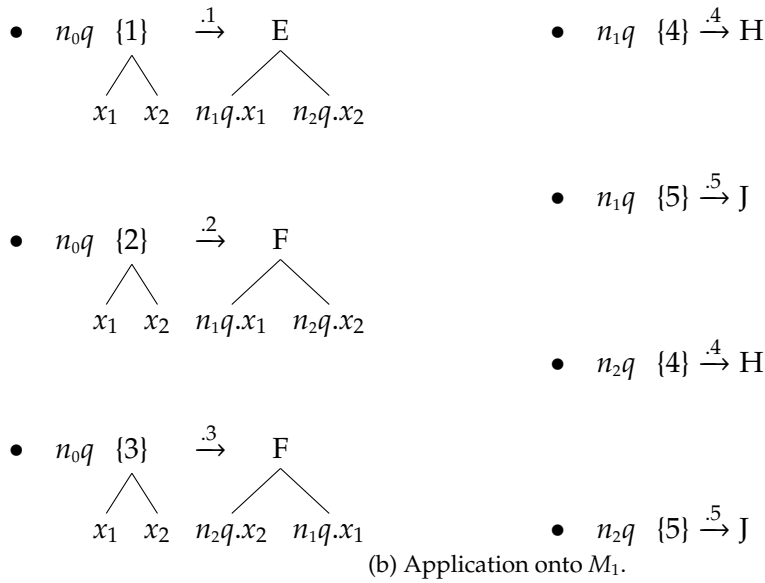 • n₀q {1} .1→ E
x₁ x₂ n₁q.x₁ n₂q.x₂
• n₀q {2} .2→ F
x₁ x₂ n₁q.x₁ n₂q.x₂
• n₀q {3} .3→ F
x₁ x₂ n₂q.x₂ n₁q.x₁
• n₁q {4} .4→ H
• n₁q {5} .5→ J
• n₂q {4} .4→ H
• n₂q {5} .5→ J
(b) Application onto M₁.